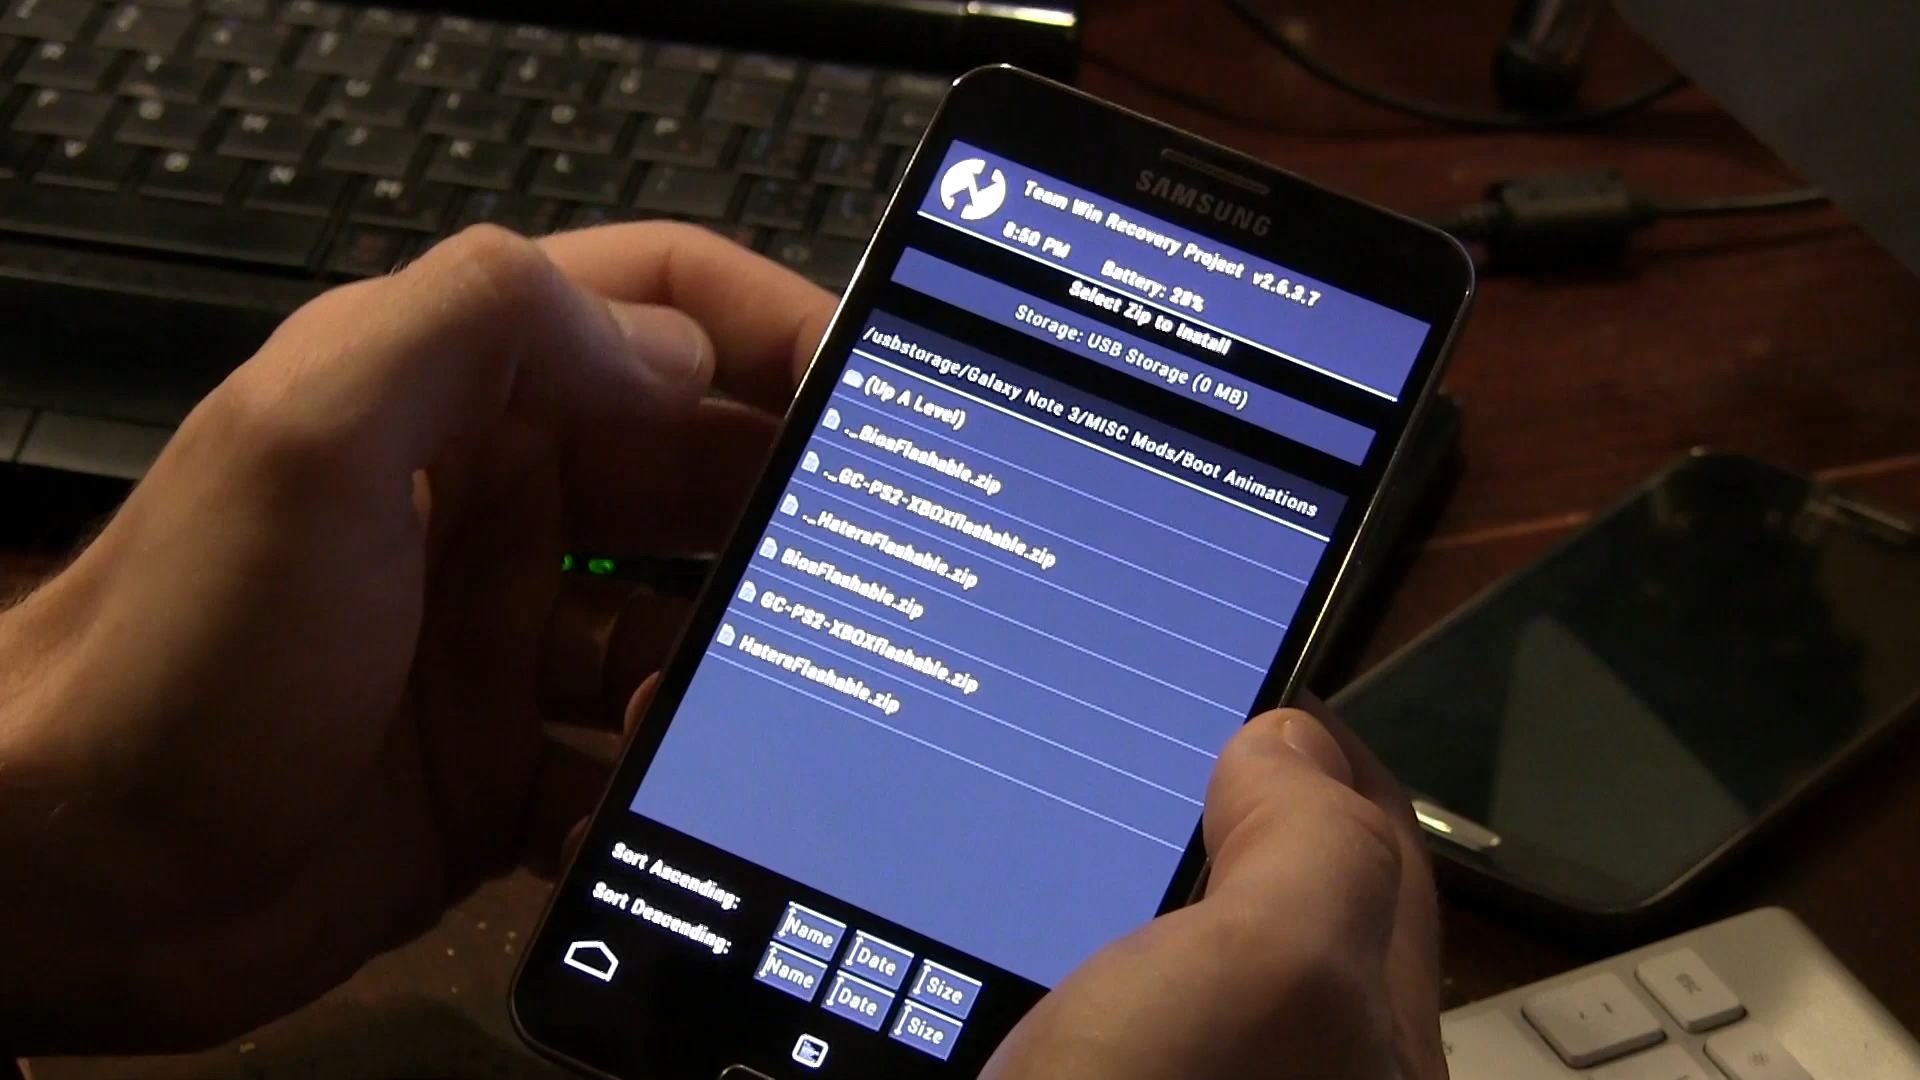 SAMSUNG
Team Win Recovery Project v2.6.3.7
8:50 PM Battery: 28%
Select Zip to Install
Storage: USB Storage (0 MB)
/usbstorage/Galaxy Note 3/MISC Mods/Boot Animations
(Up A Level)
._BiosFlashable.zip
._GC-PS2-XBOXflashable.zip
._HatersFlashable.zip
BiosFlashable.zip
GC-PS2-XBOXflashable.zip
HatersFlashable.zip
Sort Ascending: Name Date Size
Sort Descending: Name Date Size